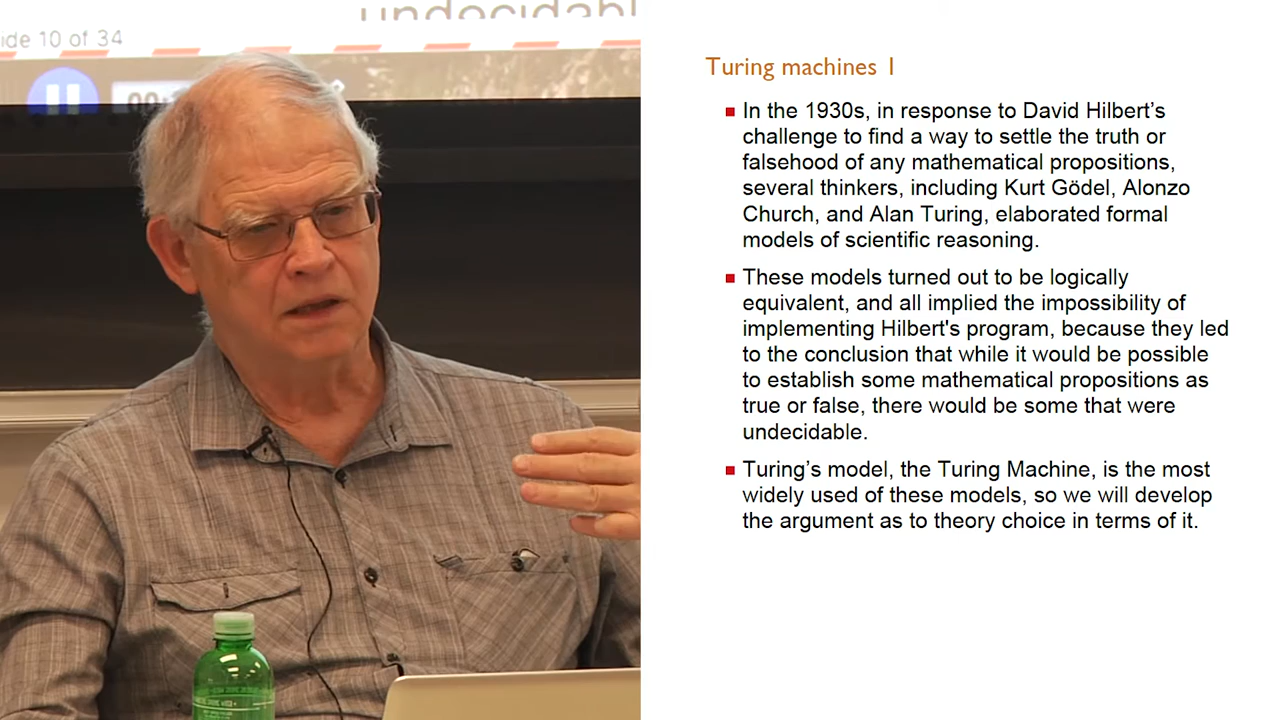 undecidabl
ide 10 of 34
00:
Turing machines 1
In the 1930s, in response to David Hilbert’s
challenge to find a way to settle the truth or
falsehood of any mathematical propositions,
several thinkers, including Kurt Gödel, Alonzo
Church, and Alan Turing, elaborated formal
models of scientific reasoning.
These models turned out to be logically
equivalent, and all implied the impossibility of
implementing Hilbert's program, because they led
to the conclusion that while it would be possible
to establish some mathematical propositions as
true or false, there would be some that were
undecidable.
Turing’s model, the Turing Machine, is the most
widely used of these models, so we will develop
the argument as to theory choice in terms of it.